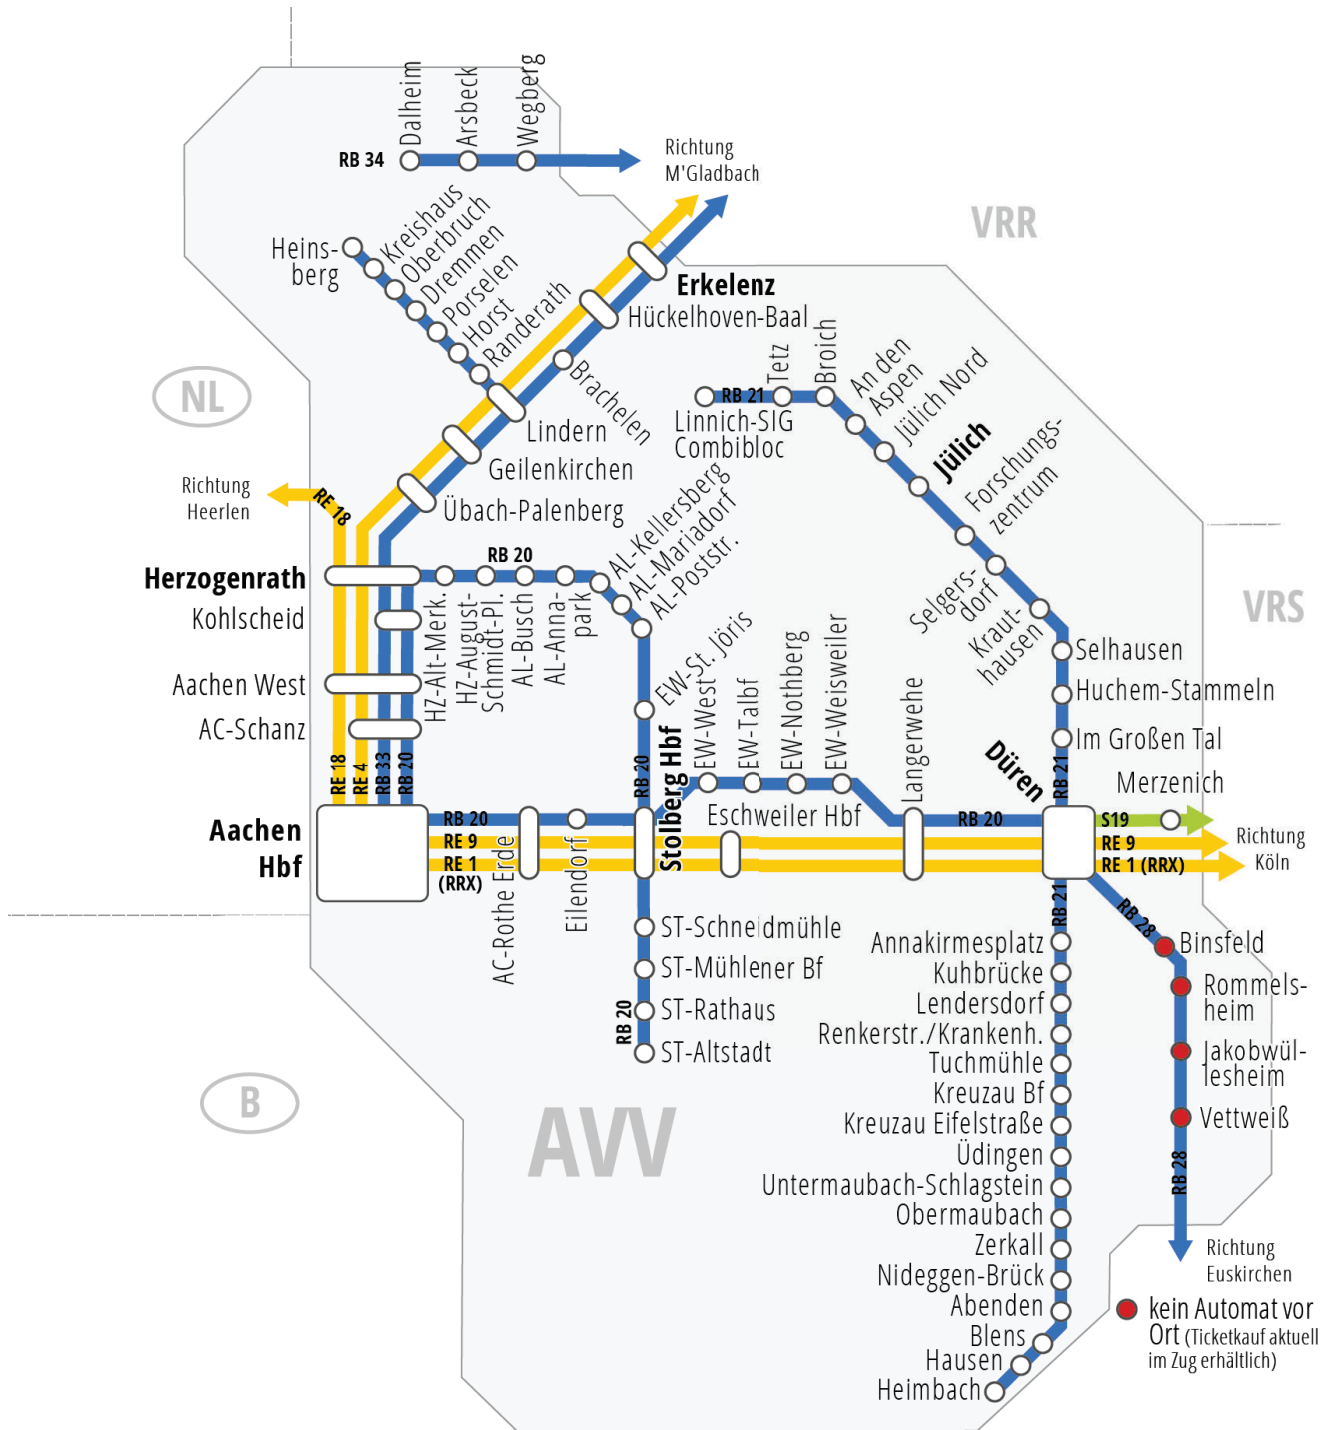 Dalheim
Arsbeck
Wegberg
RB 34
Richtung
M'Gladbach
VRR
Heins-
berg
Kreishaus
Oberbruch
Dremmen
Porselen
Horst
Randerath
Erkelenz
Hückelhoven-Baal
Brachelen
Lindern
Geilenkirchen
Übach-Palenberg
NL
Richtung
Heerlen
RE 18
RB 21
Linnich-SIG
Combibloc
Tetz
Broich
An den
Aspen
Jülich Nord
Jülich
Forschungs-
zentrum
Selgers-
dorf
Kraut-
hausen
Selhausen
Huchem-Stammeln
Im Großen Tal
RB 21
VRS
Herzogenrath
Kohlscheid
Aachen West
AC-Schanz
RB 20
HZ-Alt-Merk.
HZ-August-
Schmidt-Pl.
AL-Busch
AL-Anna-
park
AL-Kellersberg
AL-Mariadorf
AL-Poststr.
EW-St. Jöris
RB 20
RE 18
RE 4
RB 33
RB 20
Aachen
Hbf
RB 20
RE 9
RE 1
(RRX)
AC-Rothe Erde
Eilendorf
Stolberg Hbf
EW-West
EW-Talbf
EW-Nothberg
EW-Weisweiler
Eschweiler Hbf
Langerwehe
RB 20
Düren
Merzenich
S19
RE 9
RE 1 (RRX)
Richtung
Köln
ST-Schneidmühle
ST-Mühlener Bf
ST-Rathaus
ST-Altstadt
RB 20
RB 21
Annakirmesplatz
Kuhbrücke
Lendersdorf
Renkerstr./Krankenh.
Tuchmühle
Kreuzau Bf
Kreuzau Eifelstraße
Üdingen
Untermaubach-Schlagstein
Obermaubach
Zerkall
Nideggen-Brück
Abenden
Blens
Hausen
Heimbach
RB 28
Binsfeld
Rommels-
heim
Jakobwül-
lesheim
Vettweiß
RB 28
Richtung
Euskirchen
B
AVV
kein Automat vor
Ort (Ticketkauf aktuell
im Zug erhältlich)